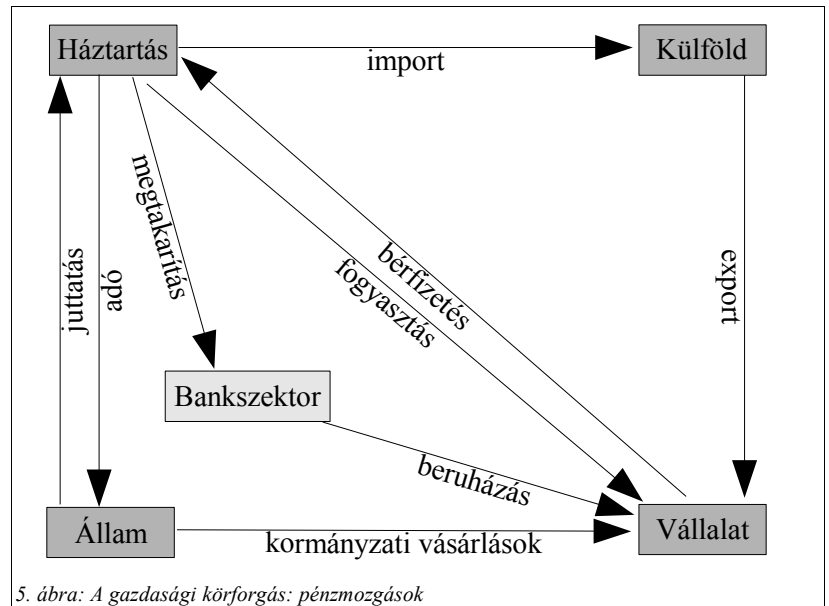 Háztartás
Külföld
import
megtakarítás
bérfizetés
fogyasztás
export
juttatás
adó
Bankszektor
beruházás
Állam
kormányzati vásárlások
Vállalat
5. ábra: A gazdasági körforgás: pénzmozgások